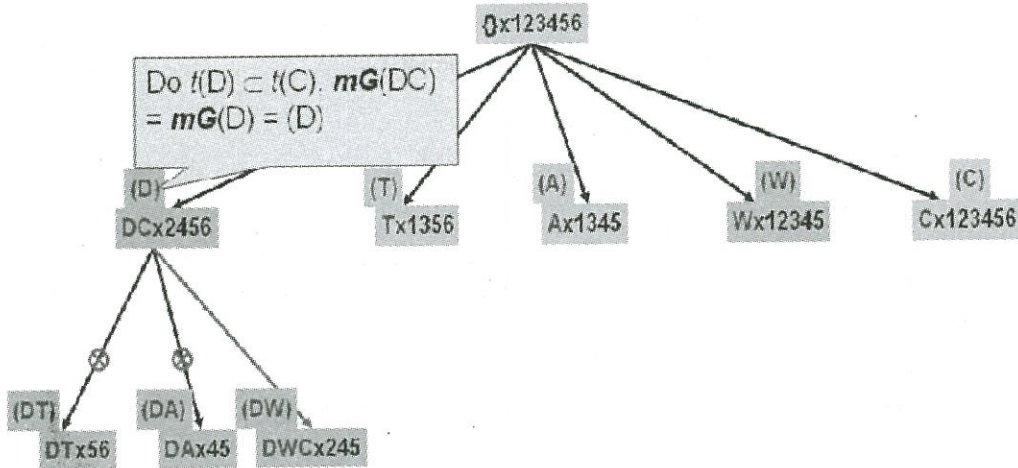 {}x123456
Do t(D) ⊂ t(C). mG(DC)
= mG(D) = (D)
(D)
(T)
(A)
(W)
(C)
DCx2456
Tx1356
Ax1345
Wx12345
Cx123456
(DT)
(DA)
(DW)
DTx56
DAx45
DWCx245